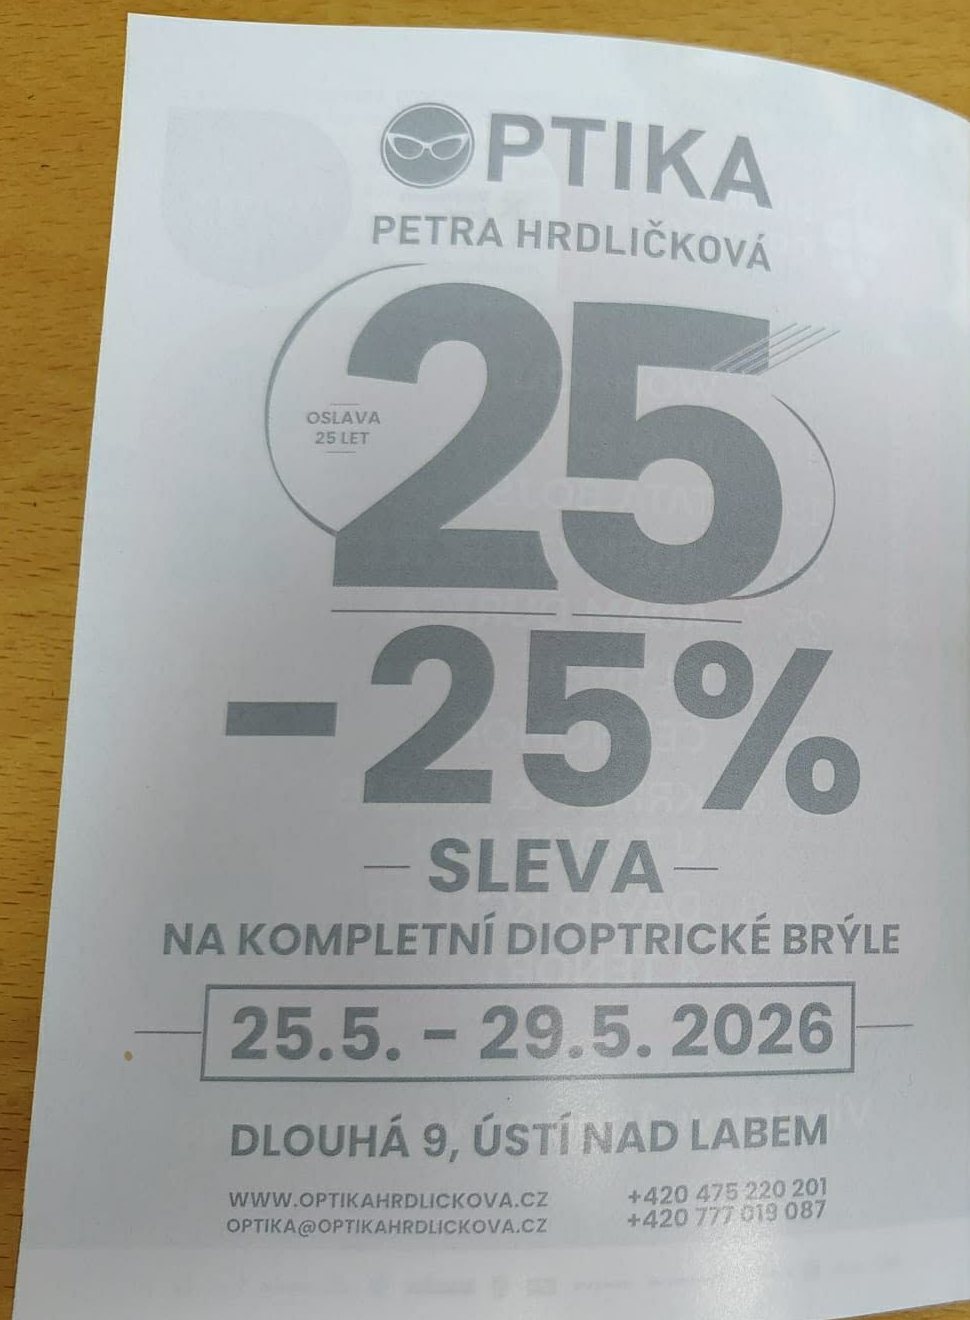 OPTIKA
PETRA HRDLIČKOVÁ
OSLAVA
25 LET
25
-25%
SLEVA
NA KOMPLETNÍ DIOPTRICKÉ BRÝLE
25.5. - 29.5. 2026
DLOUHÁ 9, ÚSTÍ NAD LABEM
WWW.OPTIKAHRDLICKOVA.CZ
OPTIKA@OPTIKAHRDLICKOVA.CZ
+420 475 220 201
+420 777 019 087